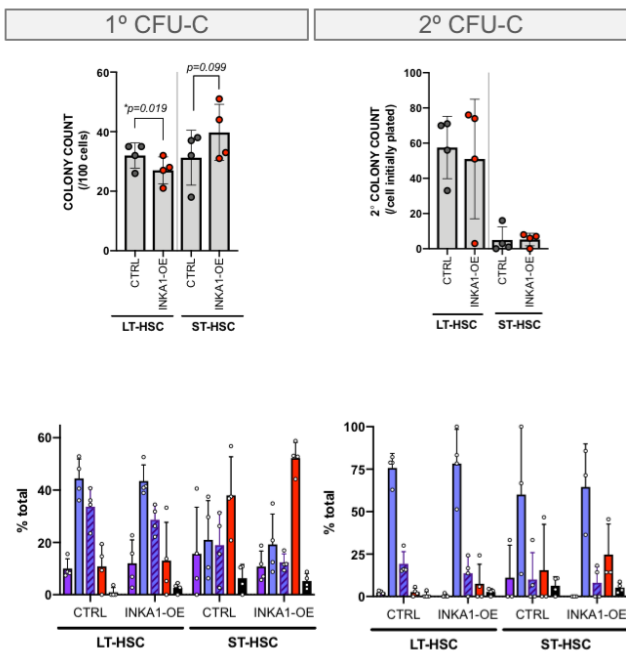 1º CFU-C
2º CFU-C
COLONY COUNT
(/100 cells)
60
40
20
0
*p=0.019
p=0.099
CTRL
INKA1-OE
CTRL
INKA1-OE
LT-HSC
ST-HSC
2° COLONY COUNT
(/cell initially plated)
100
80
60
40
20
0
CTRL
INKA1-OE
CTRL
INKA1-OE
LT-HSC
ST-HSC
% total
60
40
20
0
CTRL INKA1-OE CTRL INKA1-OE
LT-HSC ST-HSC
% total
100
75
50
25
0
CTRL INKA1-OE CTRL INKA1-OE
LT-HSC ST-HSC